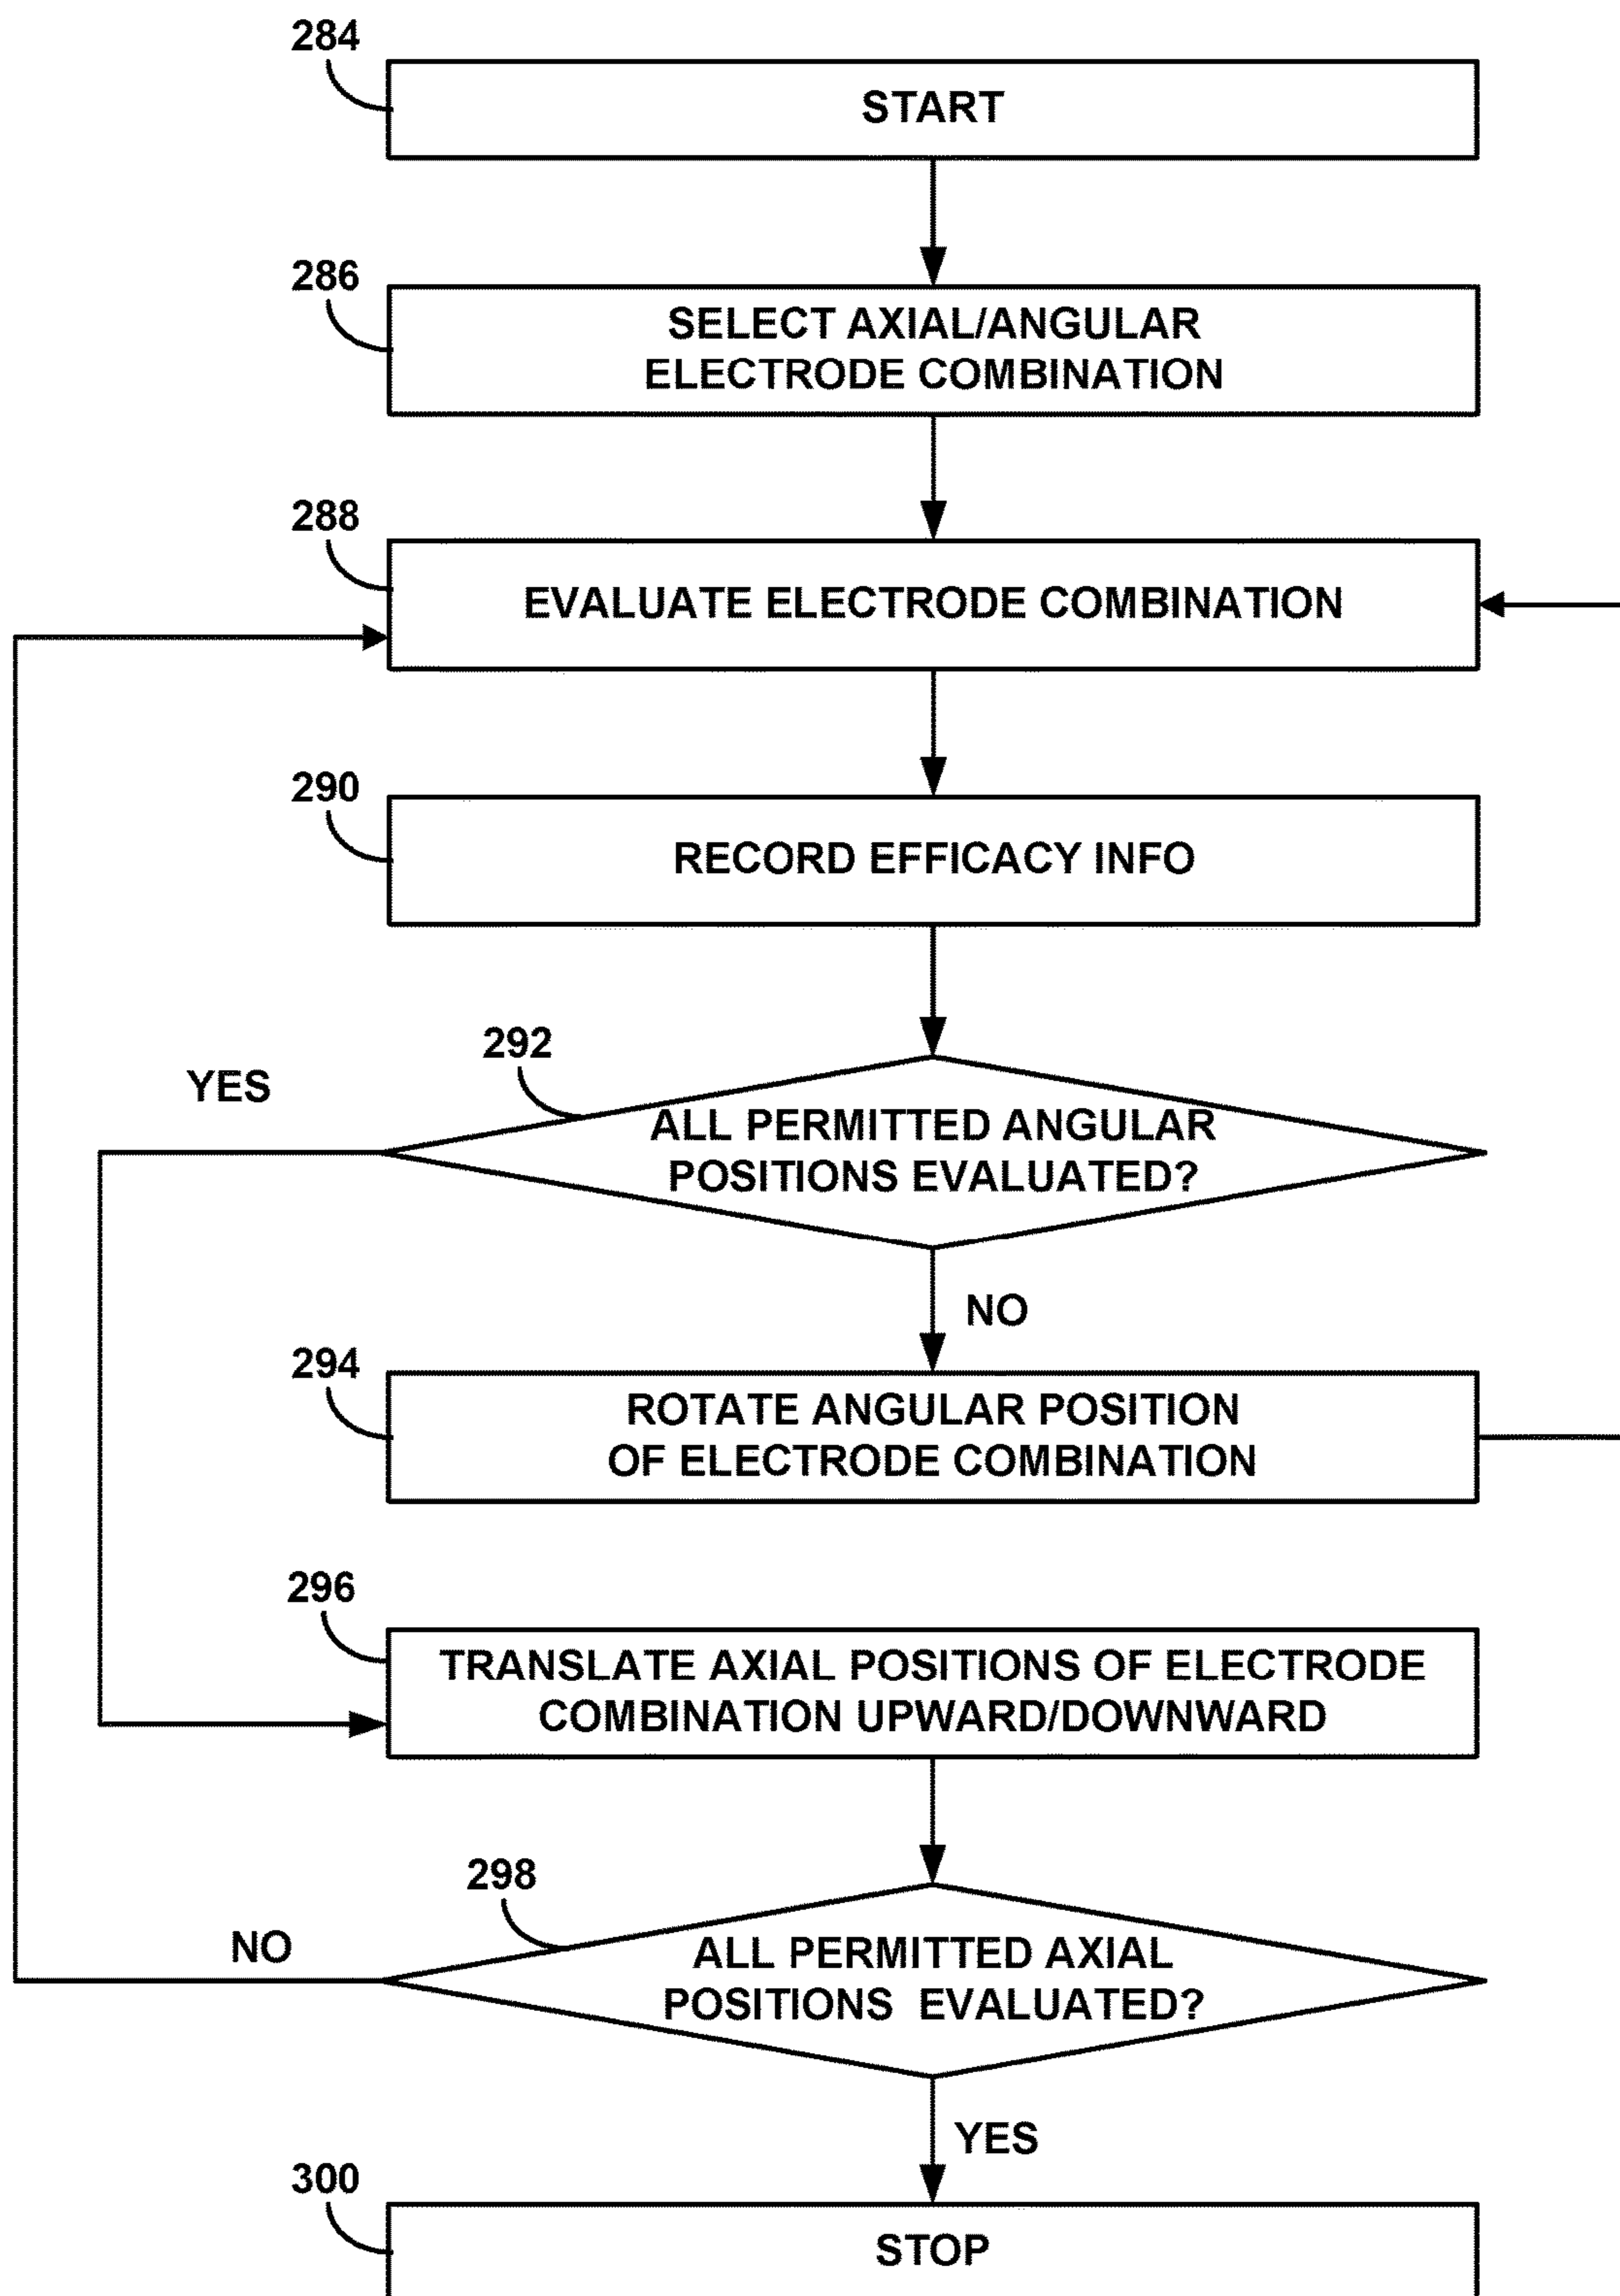 284
START
286
SELECT AXIAL/ANGULAR
ELECTRODE COMBINATION
288
EVALUATE ELECTRODE COMBINATION
290
RECORD EFFICACY INFO
292
YES
ALL PERMITTED ANGULAR
POSITIONS EVALUATED?
NO
294
ROTATE ANGULAR POSITION
OF ELECTRODE COMBINATION
296
TRANSLATE AXIAL POSITIONS OF ELECTRODE
COMBINATION UPWARD/DOWNWARD
298
NO
ALL PERMITTED AXIAL
POSITIONS EVALUATED?
YES
300
STOP